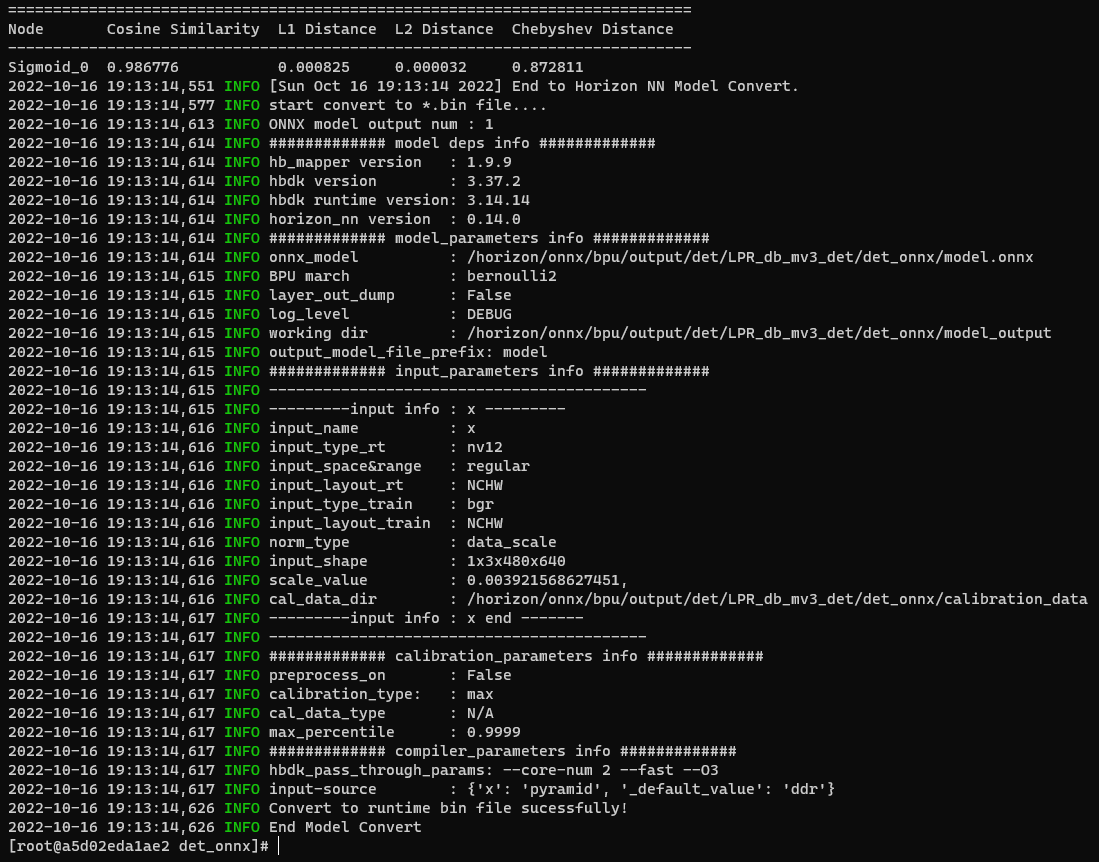 ============================================================================
Node       Cosine Similarity  L1 Distance  L2 Distance  Chebyshev Distance
----------------------------------------------------------------------------
Sigmoid_0  0.986776           0.000825     0.000032     0.872811
2022-10-16 19:13:14,551 INFO [Sun Oct 16 19:13:14 2022] End to Horizon NN Model Convert.
2022-10-16 19:13:14,577 INFO start convert to *.bin file....
2022-10-16 19:13:14,613 INFO ONNX model output num : 1
2022-10-16 19:13:14,614 INFO ############# model deps info #############
2022-10-16 19:13:14,614 INFO hb_mapper version   : 1.9.9
2022-10-16 19:13:14,614 INFO hbdk version        : 3.37.2
2022-10-16 19:13:14,614 INFO hbdk runtime version: 3.14.14
2022-10-16 19:13:14,614 INFO horizon_nn version  : 0.14.0
2022-10-16 19:13:14,614 INFO ############# model_parameters info #############
2022-10-16 19:13:14,614 INFO onnx_model          : /horizon/onnx/bpu/output/det/LPR_db_mv3_det/det_onnx/model.onnx
2022-10-16 19:13:14,615 INFO BPU march           : bernoulli2
2022-10-16 19:13:14,615 INFO layer_out_dump      : False
2022-10-16 19:13:14,615 INFO log_level           : DEBUG
2022-10-16 19:13:14,615 INFO working dir         : /horizon/onnx/bpu/output/det/LPR_db_mv3_det/det_onnx/model_output
2022-10-16 19:13:14,615 INFO output_model_file_prefix: model
2022-10-16 19:13:14,615 INFO ############# input_parameters info #############
2022-10-16 19:13:14,615 INFO ------------------------------------------
2022-10-16 19:13:14,615 INFO ---------input info : x ---------
2022-10-16 19:13:14,616 INFO input_name          : x
2022-10-16 19:13:14,616 INFO input_type_rt       : nv12
2022-10-16 19:13:14,616 INFO input_space&range   : regular
2022-10-16 19:13:14,616 INFO input_layout_rt     : NCHW
2022-10-16 19:13:14,616 INFO input_type_train    : bgr
2022-10-16 19:13:14,616 INFO input_layout_train  : NCHW
2022-10-16 19:13:14,616 INFO norm_type           : data_scale
2022-10-16 19:13:14,616 INFO input_shape         : 1x3x480x640
2022-10-16 19:13:14,616 INFO scale_value         : 0.003921568627451,
2022-10-16 19:13:14,616 INFO cal_data_dir        : /horizon/onnx/bpu/output/det/LPR_db_mv3_det/det_onnx/calibration_data
2022-10-16 19:13:14,617 INFO ---------input info : x end -------
2022-10-16 19:13:14,617 INFO ------------------------------------------
2022-10-16 19:13:14,617 INFO ############# calibration_parameters info #############
2022-10-16 19:13:14,617 INFO preprocess_on       : False
2022-10-16 19:13:14,617 INFO calibration_type:   : max
2022-10-16 19:13:14,617 INFO cal_data_type       : N/A
2022-10-16 19:13:14,617 INFO max_percentile      : 0.9999
2022-10-16 19:13:14,617 INFO ############# compiler_parameters info #############
2022-10-16 19:13:14,617 INFO hbdk_pass_through_params: --core-num 2 --fast --O3
2022-10-16 19:13:14,617 INFO input-source        : {'x': 'pyramid', '_default_value': 'ddr'}
2022-10-16 19:13:14,626 INFO Convert to runtime bin file sucessfully!
2022-10-16 19:13:14,626 INFO End Model Convert
[root@a5d02eda1ae2 det_onnx]#